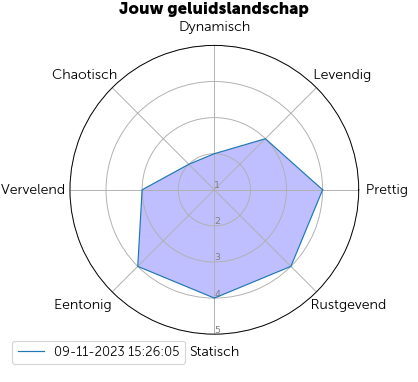 Jouw geluidslandschap
Dynamisch
Chaotisch
Levendig
Vervelend
Prettig
1
2
3
4
5
Eentonig
Rustgevend
09-11-2023 15:26:05
Statisch